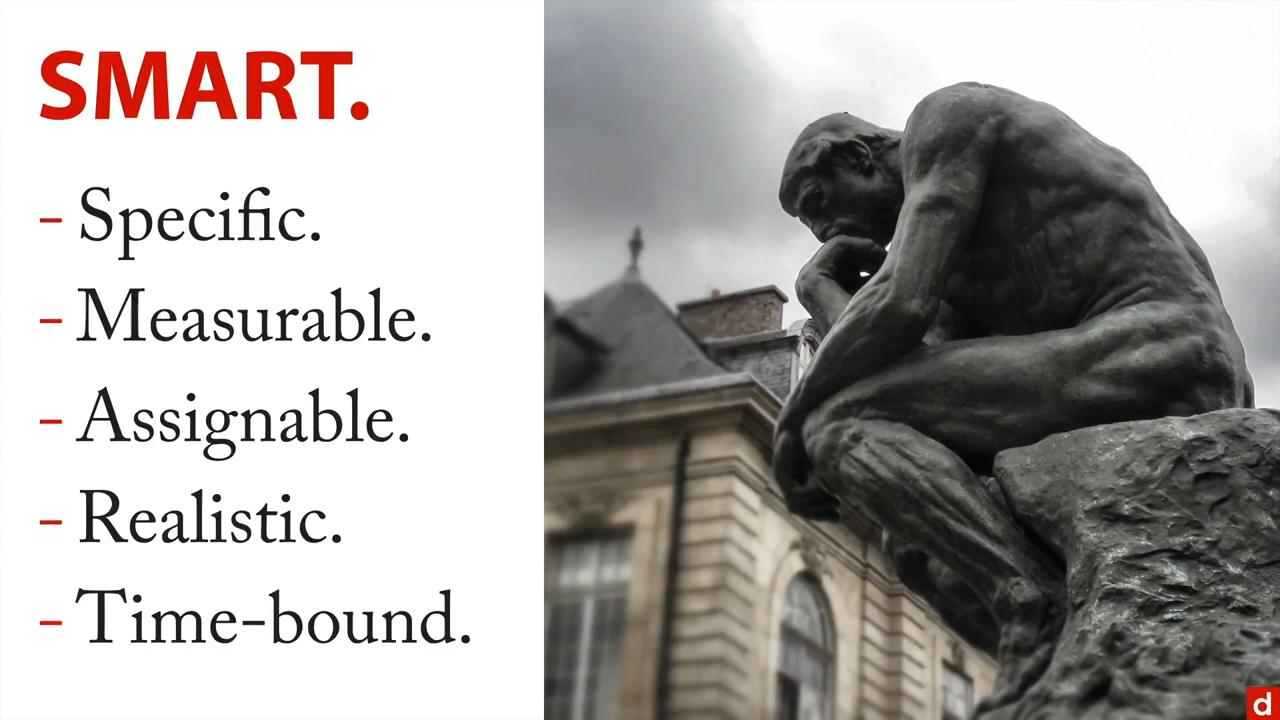 SMART.
- Specific.
- Measurable.
- Assignable.
- Realistic.
- Time-bound.
d